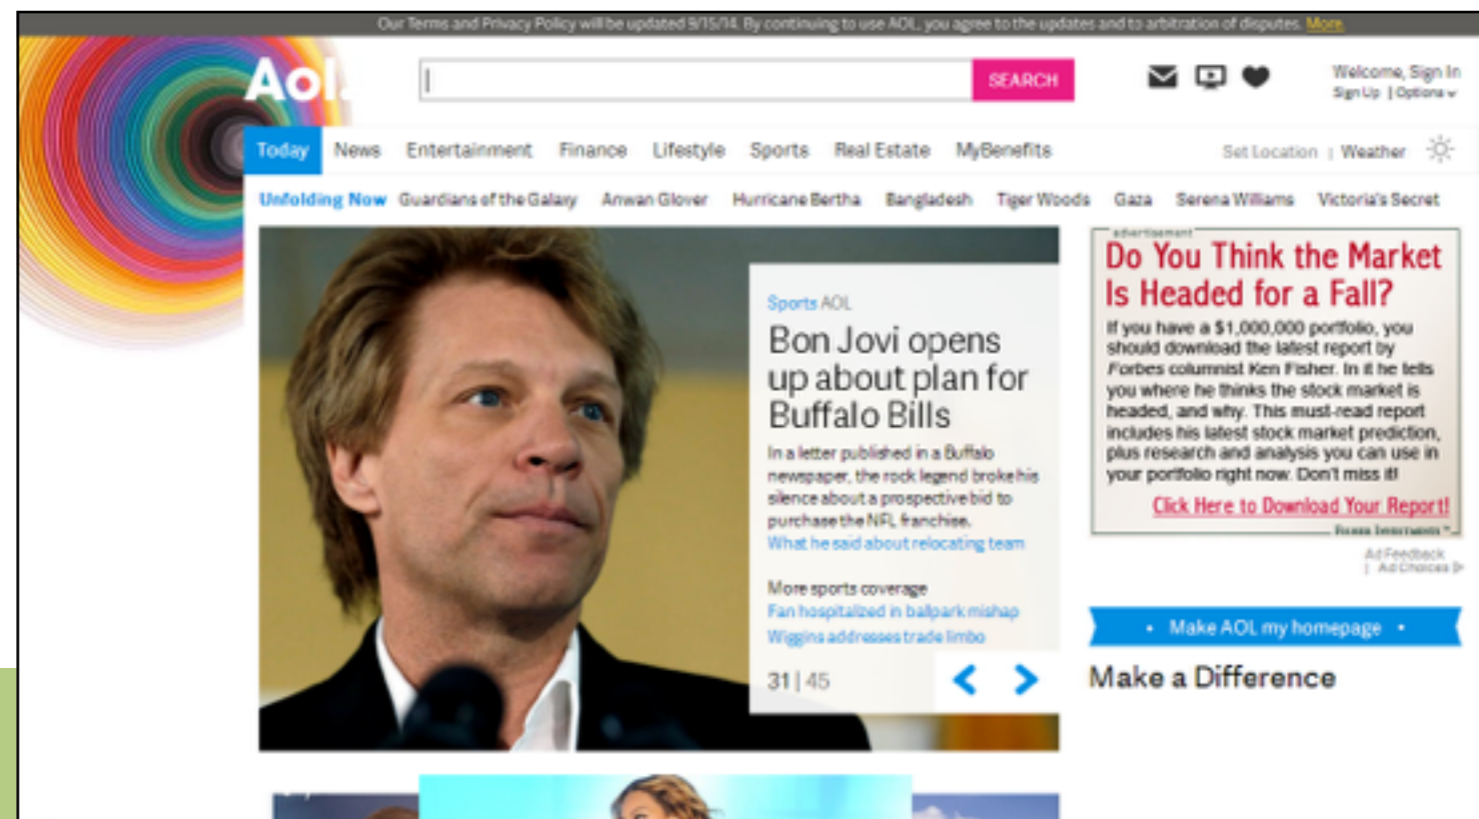 Our Terms and Privacy Policy will be updated 9/15/14. By continuing to use AOL, you agree to the updates and to arbitration of disputes. More.
Aol.
SEARCH
Welcome, Sign In
Sign Up | Options
Today News Entertainment Finance Lifestyle Sports Real Estate MyBenefits
Set Location | Weather
Unfolding Now Guardians of the Galaxy Anwan Glover Hurricane Bertha Bangladesh Tiger Woods Gaza Serena Williams Victoria's Secret
Sports AOL
Bon Jovi opens
up about plan for
Buffalo Bills
In a letter published in a Buffalo
newspaper, the rock legend broke his
silence about a prospective bid to
purchase the NFL franchise.
What he said about relocating team
More sports coverage
Fan hospitalized in ballpark mishap
Wiggins addresses trade limbo
31 | 45
advertisement
Do You Think the Market
Is Headed for a Fall?
If you have a $1,000,000 portfolio, you
should download the latest report by
Forbes columnist Ken Fisher. In it he tells
you where he thinks the stock market is
headed, and why. This must-read report
includes his latest stock market prediction,
plus research and analysis you can use in
your portfolio right now. Don't miss it!
Click Here to Download Your Report!
Fisher Investments™
Ad Feedback
| Ad Choices
• Make AOL my homepage •
Make a Difference